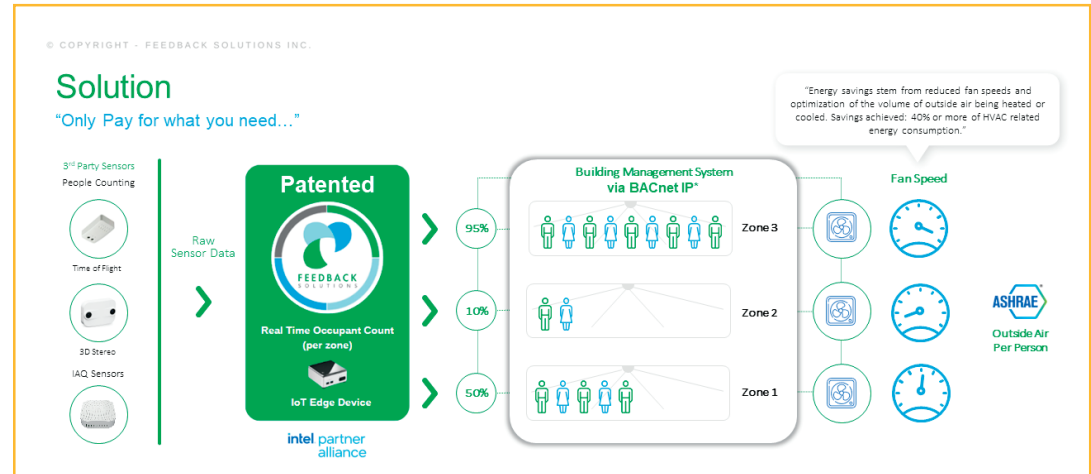 © COPYRIGHT - FEEDBACK SOLUTIONS INC.
Solution
“Only Pay for what you need…”
“Energy savings stem from reduced fan speeds and
optimization of the volume of outside air being heated or
cooled. Savings achieved: 40% or more of HVAC related
energy consumption.”
3rd Party Sensors
People Counting
Time of Flight
3D Stereo
IAQ Sensors
Raw
Sensor Data
Patented
FEEDBACK
SOLUTIONS
Real Time Occupant Count
(per zone)
IoT Edge Device
intel partner
alliance
95%
10%
50%
Building Management System
via BACnet IP*
Zone 3
Zone 2
Zone 1
Fan Speed
ASHRAE
Outside Air
Per Person